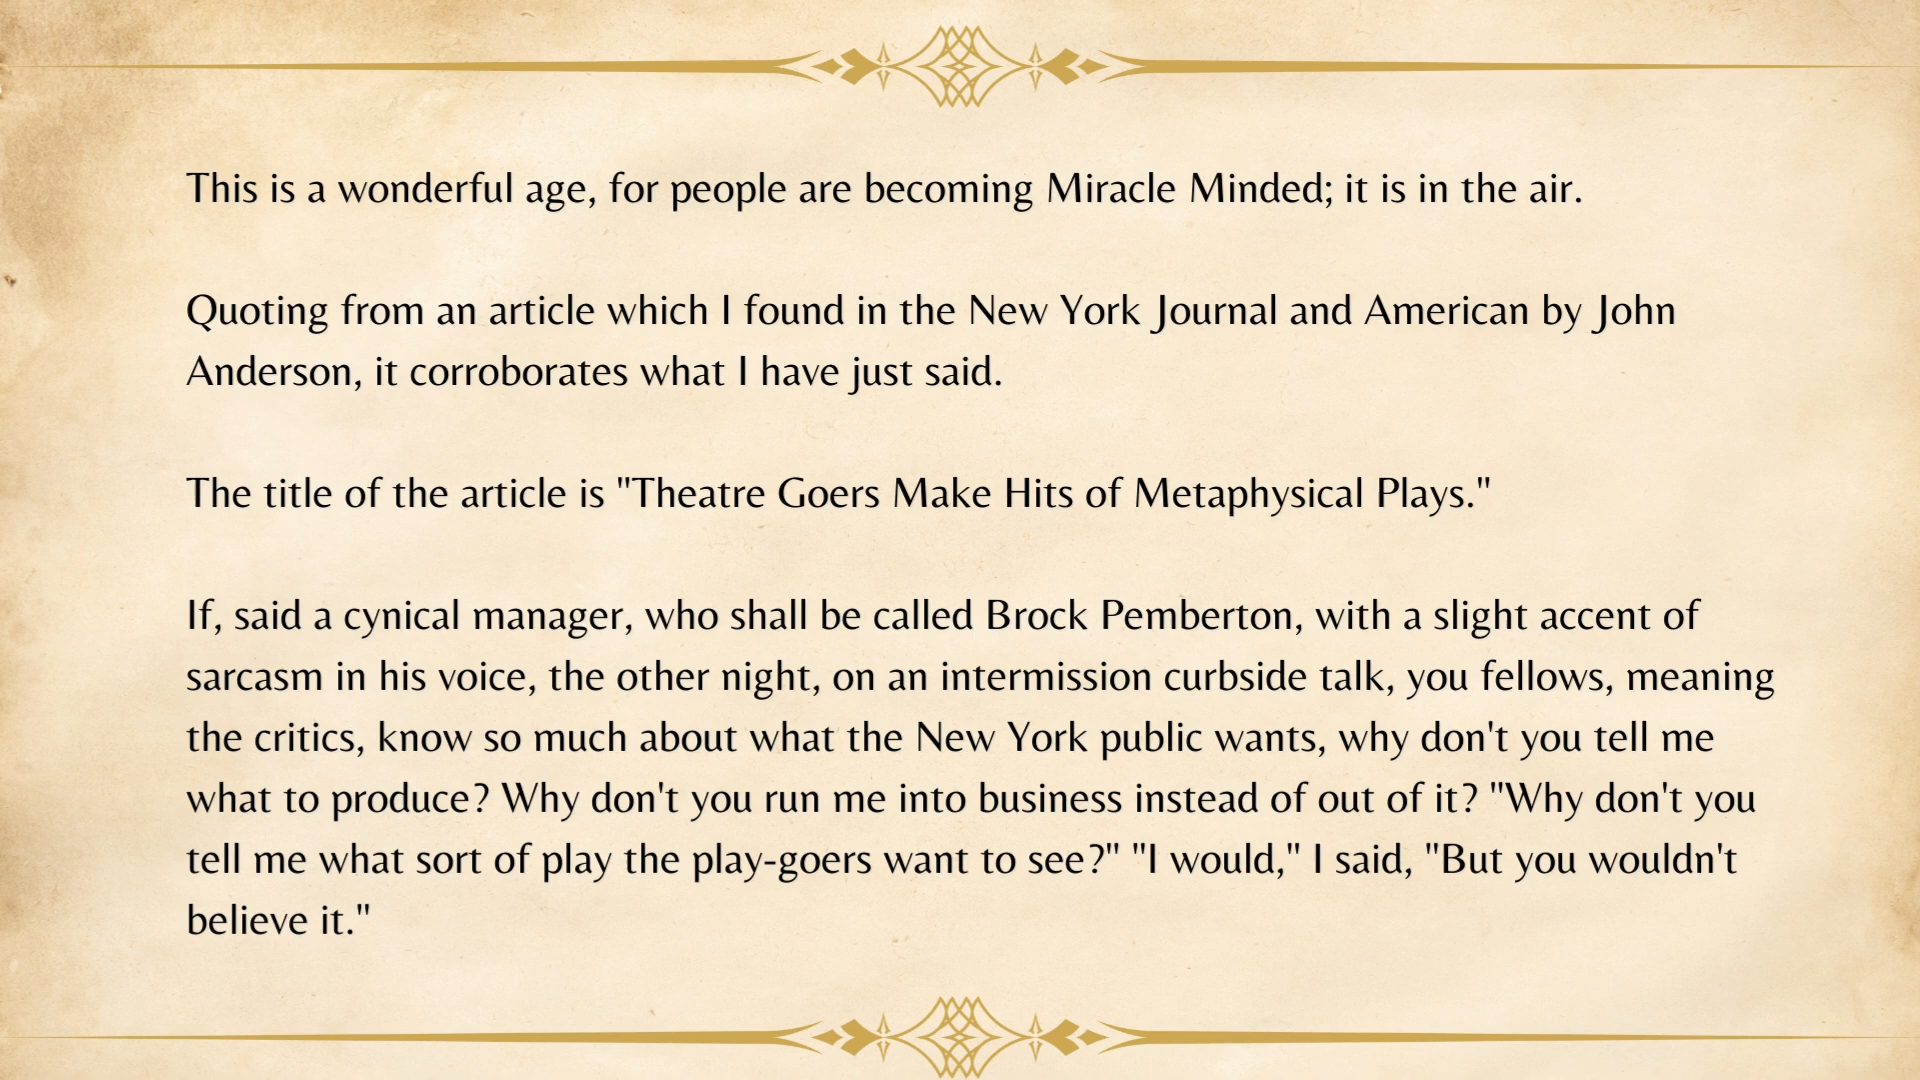 This is a wonderful age, for people are becoming Miracle Minded; it is in the air.
Quoting from an article which I found in the New York Journal and American by John
Anderson, it corroborates what I have just said.
The title of the article is "Theatre Goers Make Hits of Metaphysical Plays."
If, said a cynical manager, who shall be called Brock Pemberton, with a slight accent of
sarcasm in his voice, the other night, on an intermission curbside talk, you fellows, meaning
the critics, know so much about what the New York public wants, why don't you tell me
what to produce? Why don't you run me into business instead of out of it? "Why don't you
tell me what sort of play the play-goers want to see?" "I would," I said, "But you wouldn't
believe it."